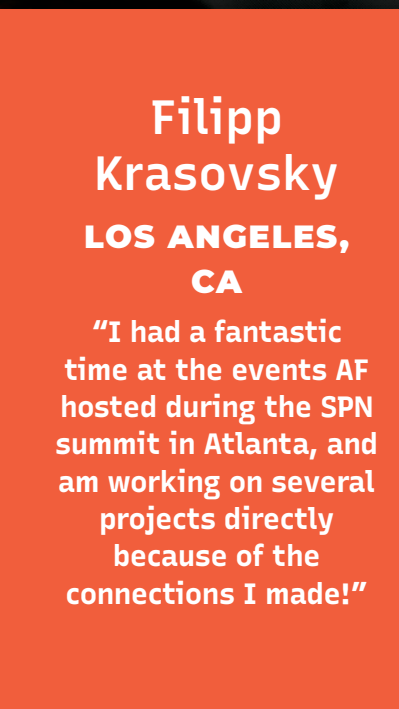 Filipp
Krasovsky
LOS ANGELES,
CA
“I had a fantastic
time at the events AF
hosted during the SPN
summit in Atlanta, and
am working on several
projects directly
because of the
connections I made!”